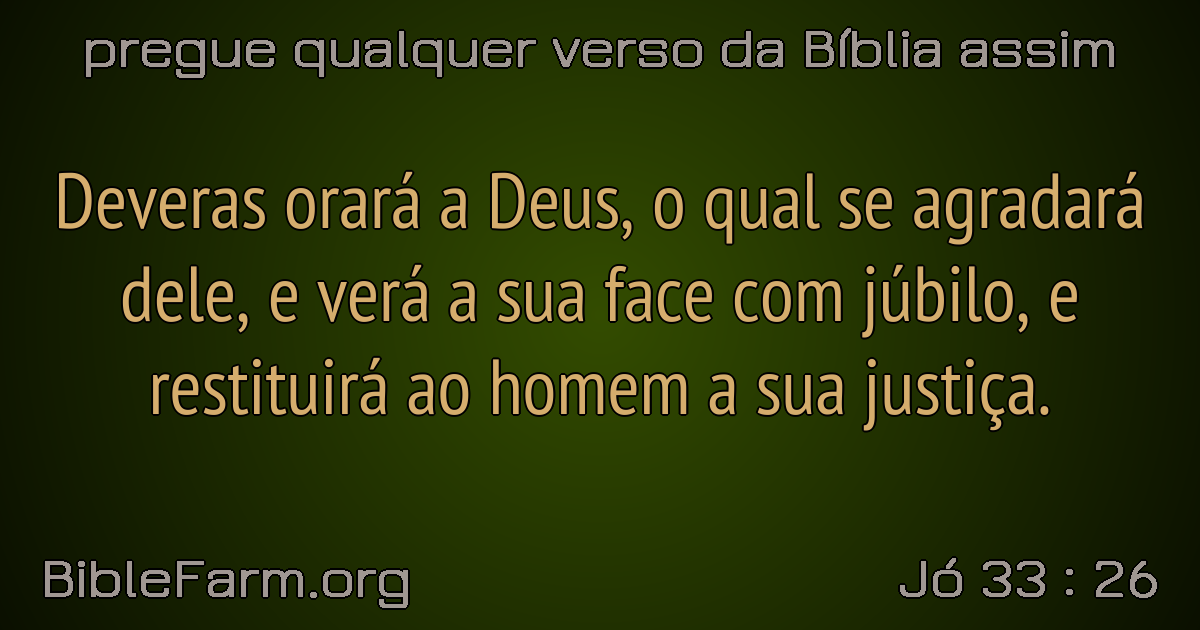 pregue qualquer verso da Bíblia assim
Deveras orará a Deus, o qual se agradará
dele, e verá a sua face com júbilo, e
restituirá ao homem a sua justiça.
BibleFarm.org
Jó 33 : 26